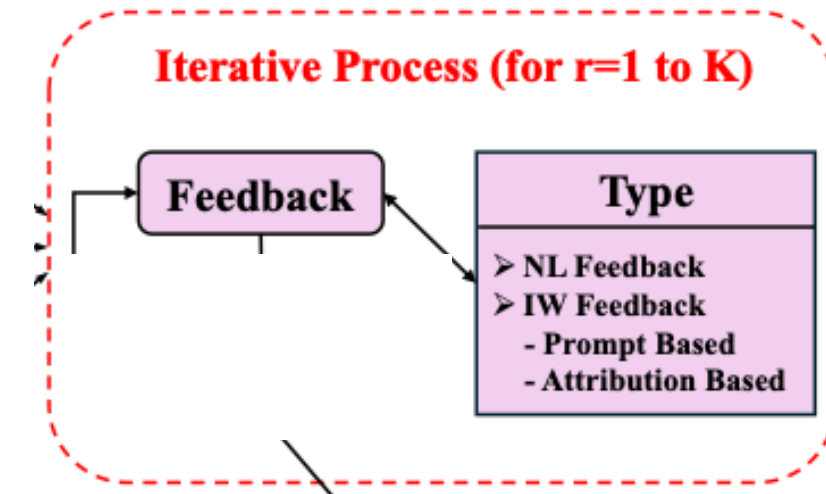 Iterative Process (for r=1 to K)
Feedback
Type
➢ NL Feedback
➢ IW Feedback
- Prompt Based
- Attribution Based